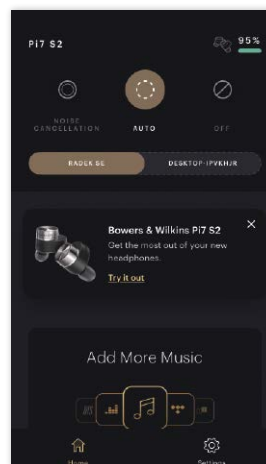 Pi7 S2
95%
NOISE
CANCELLATION
AUTO
OFF
RADEK SE
DESKTOP-IPVKHJR
Bowers & Wilkins Pi7 S2
Get the most out of your new
headphones.
Try it out
Add More Music
Home
Settings